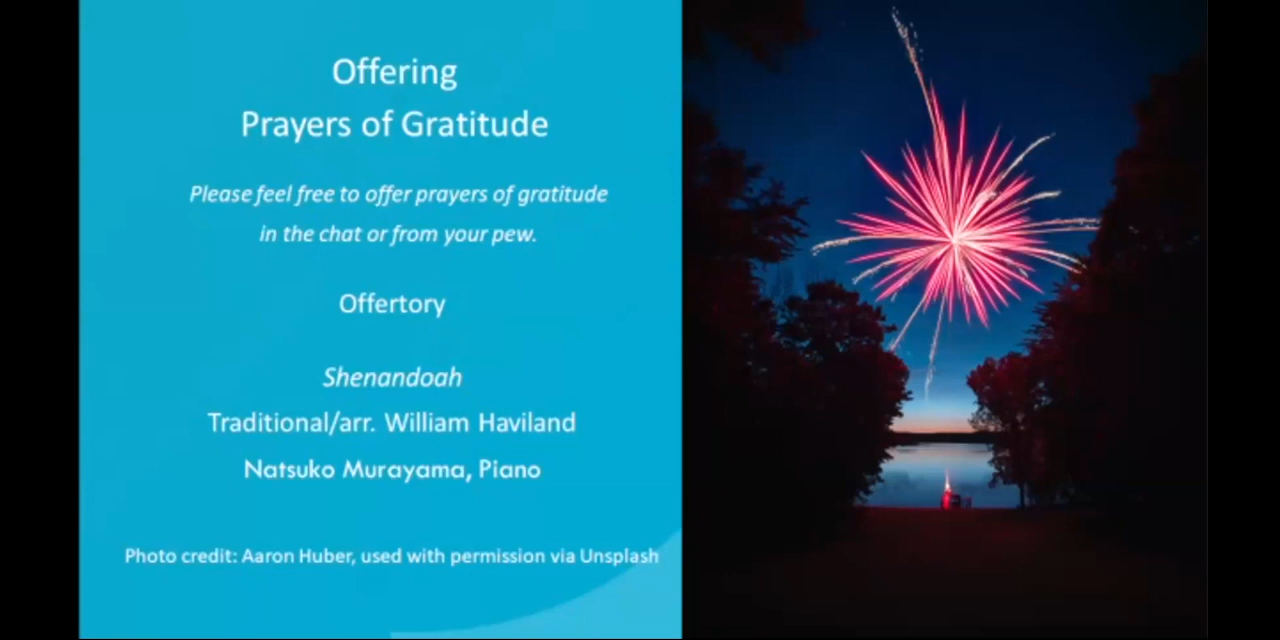 Offering
Prayers of Gratitude
Please feel free to offer prayers of gratitude
in the chat or from your pew.
Offertory
Shenandoah
Traditional/arr. William Haviland
Natsuko Murayama, Piano
Photo credit: Aaron Huber, used with permission via Unsplash